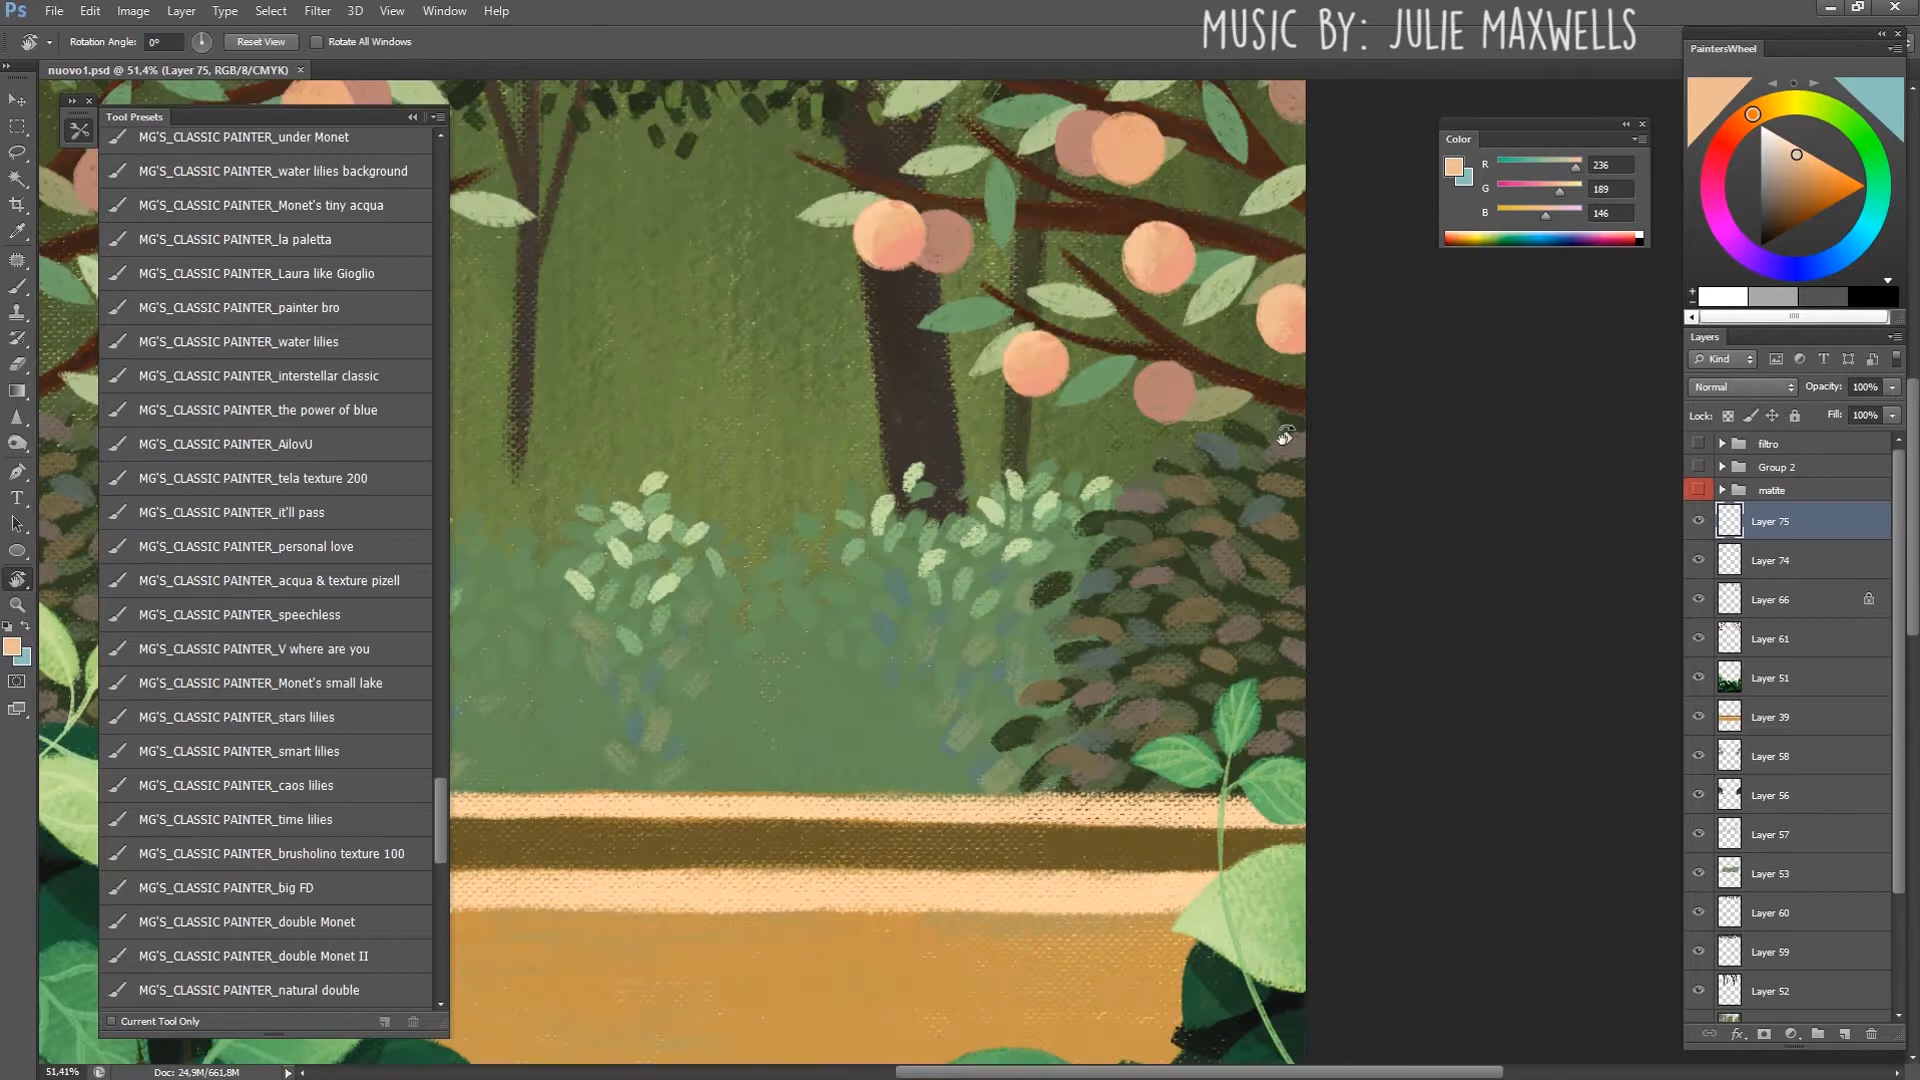 Ps File Edit Image Layer Type Select Filter 3D View Window Help
MUSIC BY: JULIE MAXWELLS
Rotation Angle: 0° Reset View Rotate All Windows
nuovo1.psd @ 51,4% (Layer 75, RGB/8/CMYK) ×
Tool Presets
MG'S_CLASSIC PAINTER_under Monet
MG'S_CLASSIC PAINTER_water lilies background
MG'S_CLASSIC PAINTER_Monet's tiny acqua
MG'S_CLASSIC PAINTER_la paletta
MG'S_CLASSIC PAINTER_Laura like Gioglio
MG'S_CLASSIC PAINTER_painter bro
MG'S_CLASSIC PAINTER_water lilies
MG'S_CLASSIC PAINTER_interstellar classic
MG'S_CLASSIC PAINTER_the power of blue
MG'S_CLASSIC PAINTER_AilovU
MG'S_CLASSIC PAINTER_tela texture 200
MG'S_CLASSIC PAINTER_it'll pass
MG'S_CLASSIC PAINTER_personal love
MG'S_CLASSIC PAINTER_acqua & texture pizell
MG'S_CLASSIC PAINTER_speechless
MG'S_CLASSIC PAINTER_V where are you
MG'S_CLASSIC PAINTER_Monet's small lake
MG'S_CLASSIC PAINTER_stars lilies
MG'S_CLASSIC PAINTER_smart lilies
MG'S_CLASSIC PAINTER_caos lilies
MG'S_CLASSIC PAINTER_time lilies
MG'S_CLASSIC PAINTER_brusholino texture 100
MG'S_CLASSIC PAINTER_big FD
MG'S_CLASSIC PAINTER_double Monet
MG'S_CLASSIC PAINTER_double Monet II
MG'S_CLASSIC PAINTER_natural double
Current Tool Only
Color
R 236
G 189
B 146
PaintersWheel
Layers
Kind
Normal Opacity: 100%
Lock: Fill: 100%
filtro
Group 2
matite
Layer 75
Layer 74
Layer 66
Layer 61
Layer 51
Layer 39
Layer 58
Layer 56
Layer 57
Layer 53
Layer 60
Layer 59
Layer 52
51,41% Doc: 24,9M/661,8M